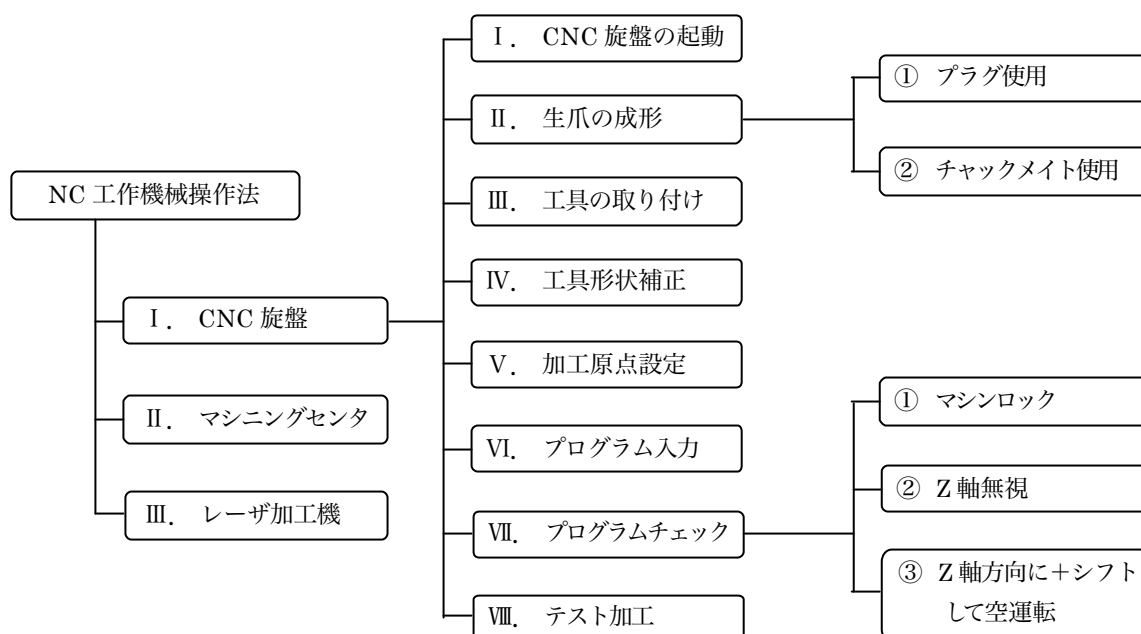 NC 工作機械操作法
Ⅰ． CNC 旋盤
Ⅱ． マシニングセンタ
Ⅲ． レーザ加工機
Ⅰ． CNC 旋盤の起動
Ⅱ． 生爪の成形
Ⅲ． 工具の取り付け
Ⅳ． 工具形状補正
Ⅴ． 加工原点設定
Ⅵ． プログラム入力
Ⅶ． プログラムチェック
Ⅷ． テスト加工
① プラグ使用
② チャックメイト使用
① マシンロック
② Z 軸無視
③ Z 軸方向に＋シフト
して空運転